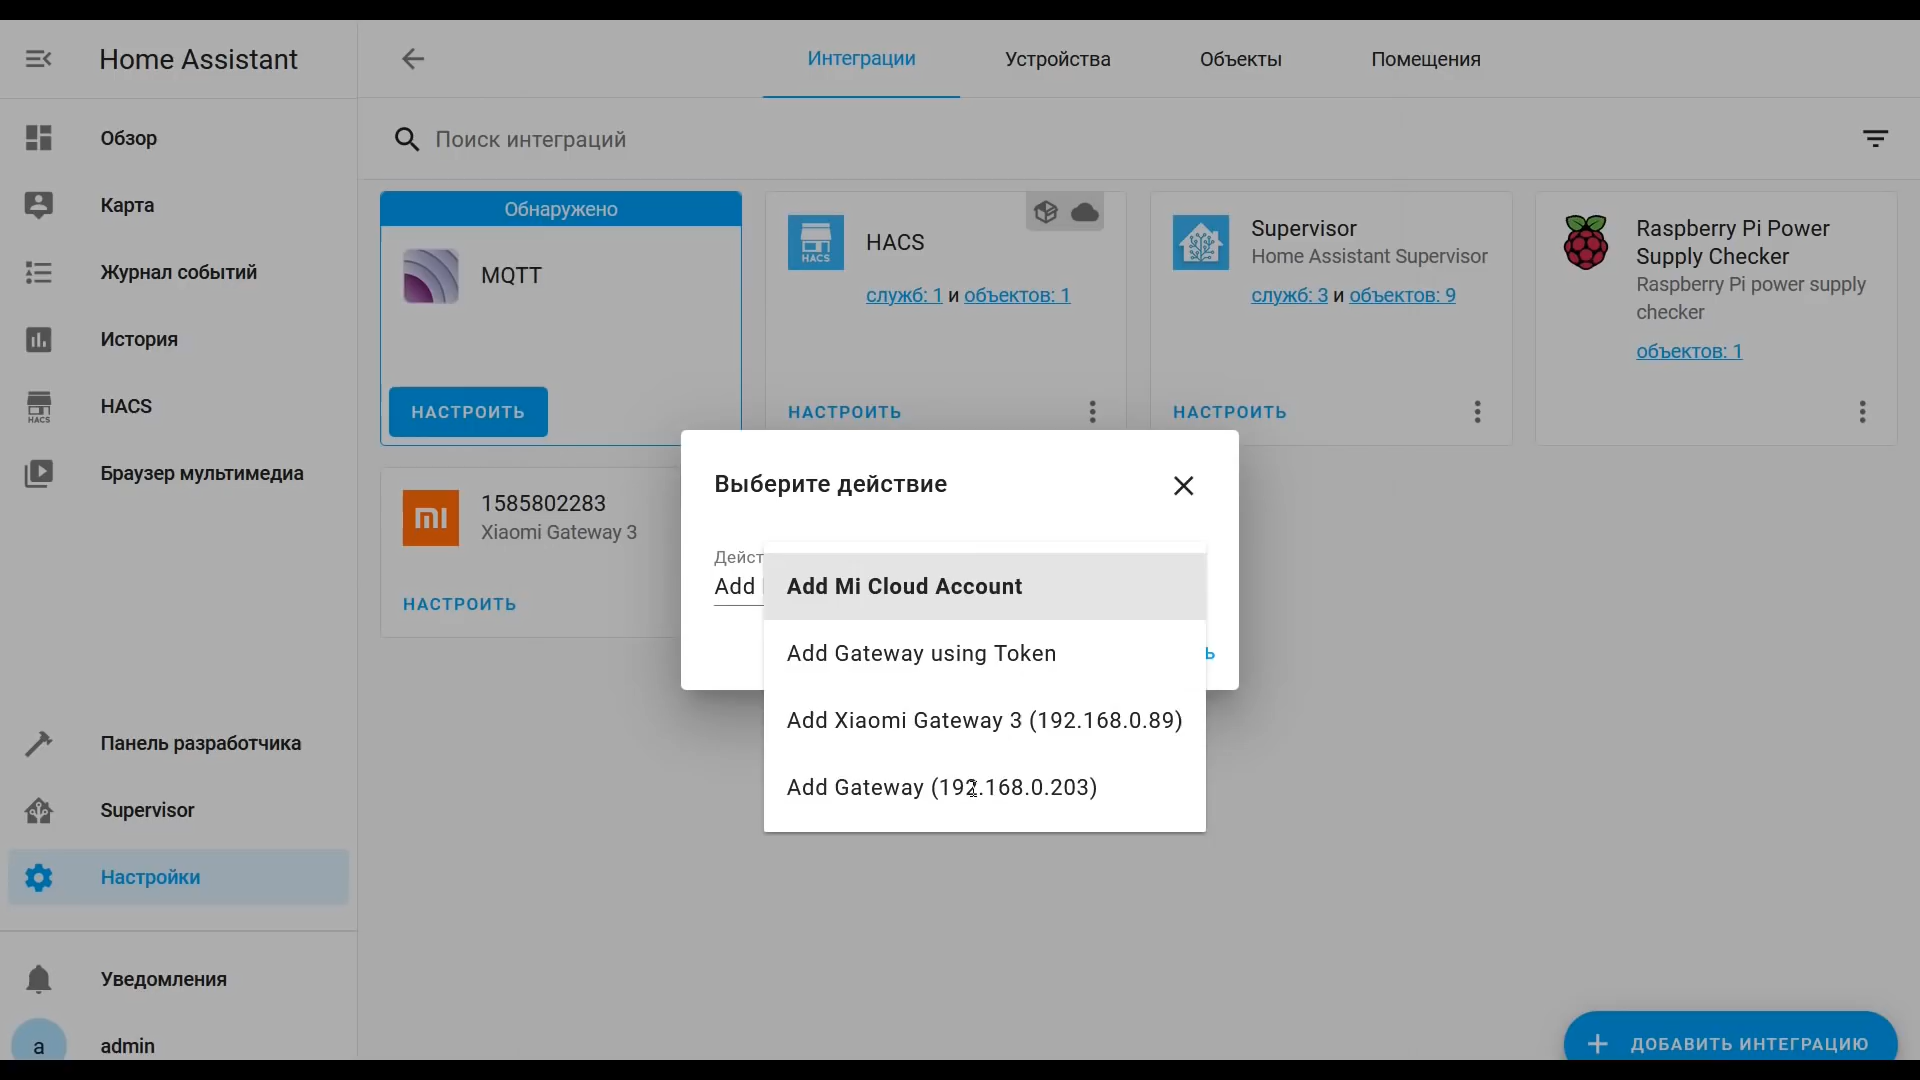 Home Assistant
Интеграции
Устройства
Объекты
Помещения
Обзор
Карта
Журнал событий
История
HACS
HACS
Браузер мультимедиа
Панель разработчика
Supervisor
Настройки
Уведомления
a
admin
Поиск интеграций
Обнаружено
MQTT
НАСТРОИТЬ
HACS
HACS
служб: 1 и объектов: 1
НАСТРОИТЬ
Supervisor
Home Assistant Supervisor
служб: 3 и объектов: 9
НАСТРОИТЬ
Raspberry Pi Power
Supply Checker
Raspberry Pi power supply
checker
объектов: 1
mi
1585802283
Xiaomi Gateway 3
НАСТРОИТЬ
Выберите действие
Дейст
Add
Add Mi Cloud Account
Add Gateway using Token
Ь
Add Xiaomi Gateway 3 (192.168.0.89)
Add Gateway (192.168.0.203)
ДОБАВИТЬ ИНТЕГРАЦИЮ